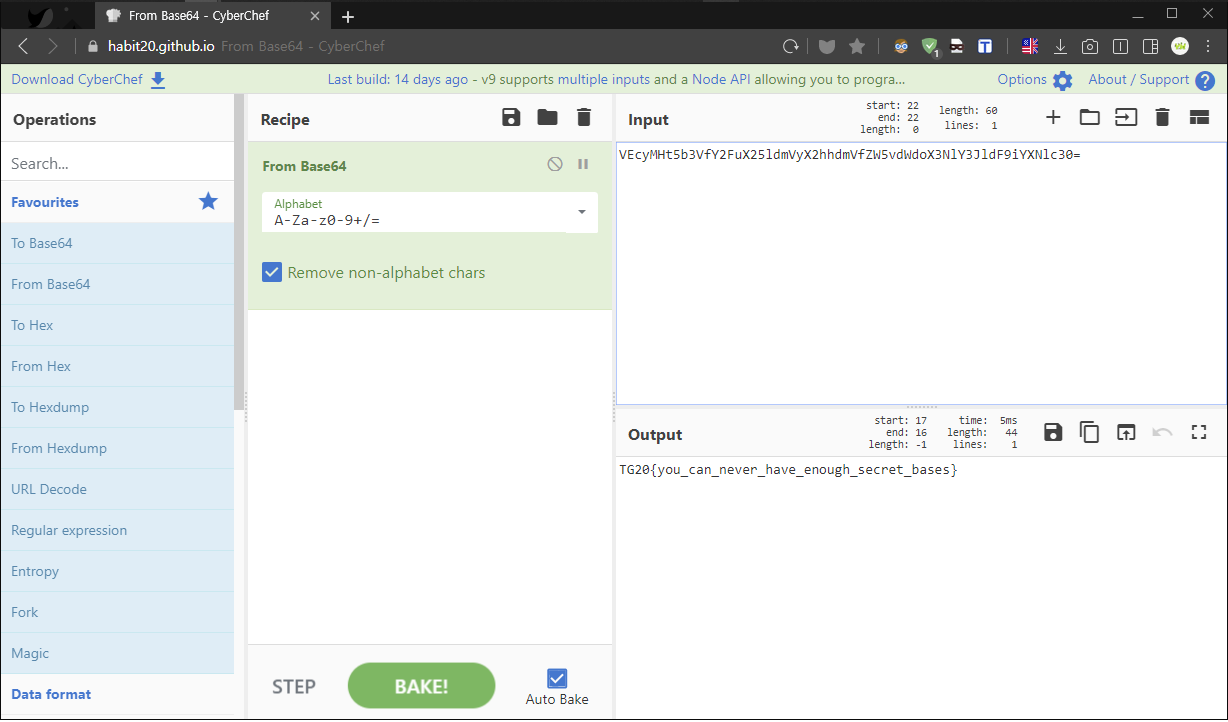 From Base64 - CyberChef
habit20.github.io From Base64 - CyberChef
1
Download CyberChef
Last build: 14 days ago - v9 supports multiple inputs and a Node API allowing you to progra...
Options
About / Support
Operations
Search...
Favourites
To Base64
From Base64
To Hex
From Hex
To Hexdump
From Hexdump
URL Decode
Regular expression
Entropy
Fork
Magic
Data format
Recipe
From Base64
Alphabet
A-Za-z0-9+/=
Remove non-alphabet chars
STEP
BAKE!
Auto Bake
Input
start: 22
end: 22
length: 0
length: 60
lines: 1
VEcyMHt5b3VfY2FuX25ldmVyX2hhdmVfZW5vdWdoX3NlY3JldF9iYXNlc30=
Output
start: 17
end: 16
length: -1
time: 5ms
length: 44
lines: 1
TG20{you_can_never_have_enough_secret_bases}